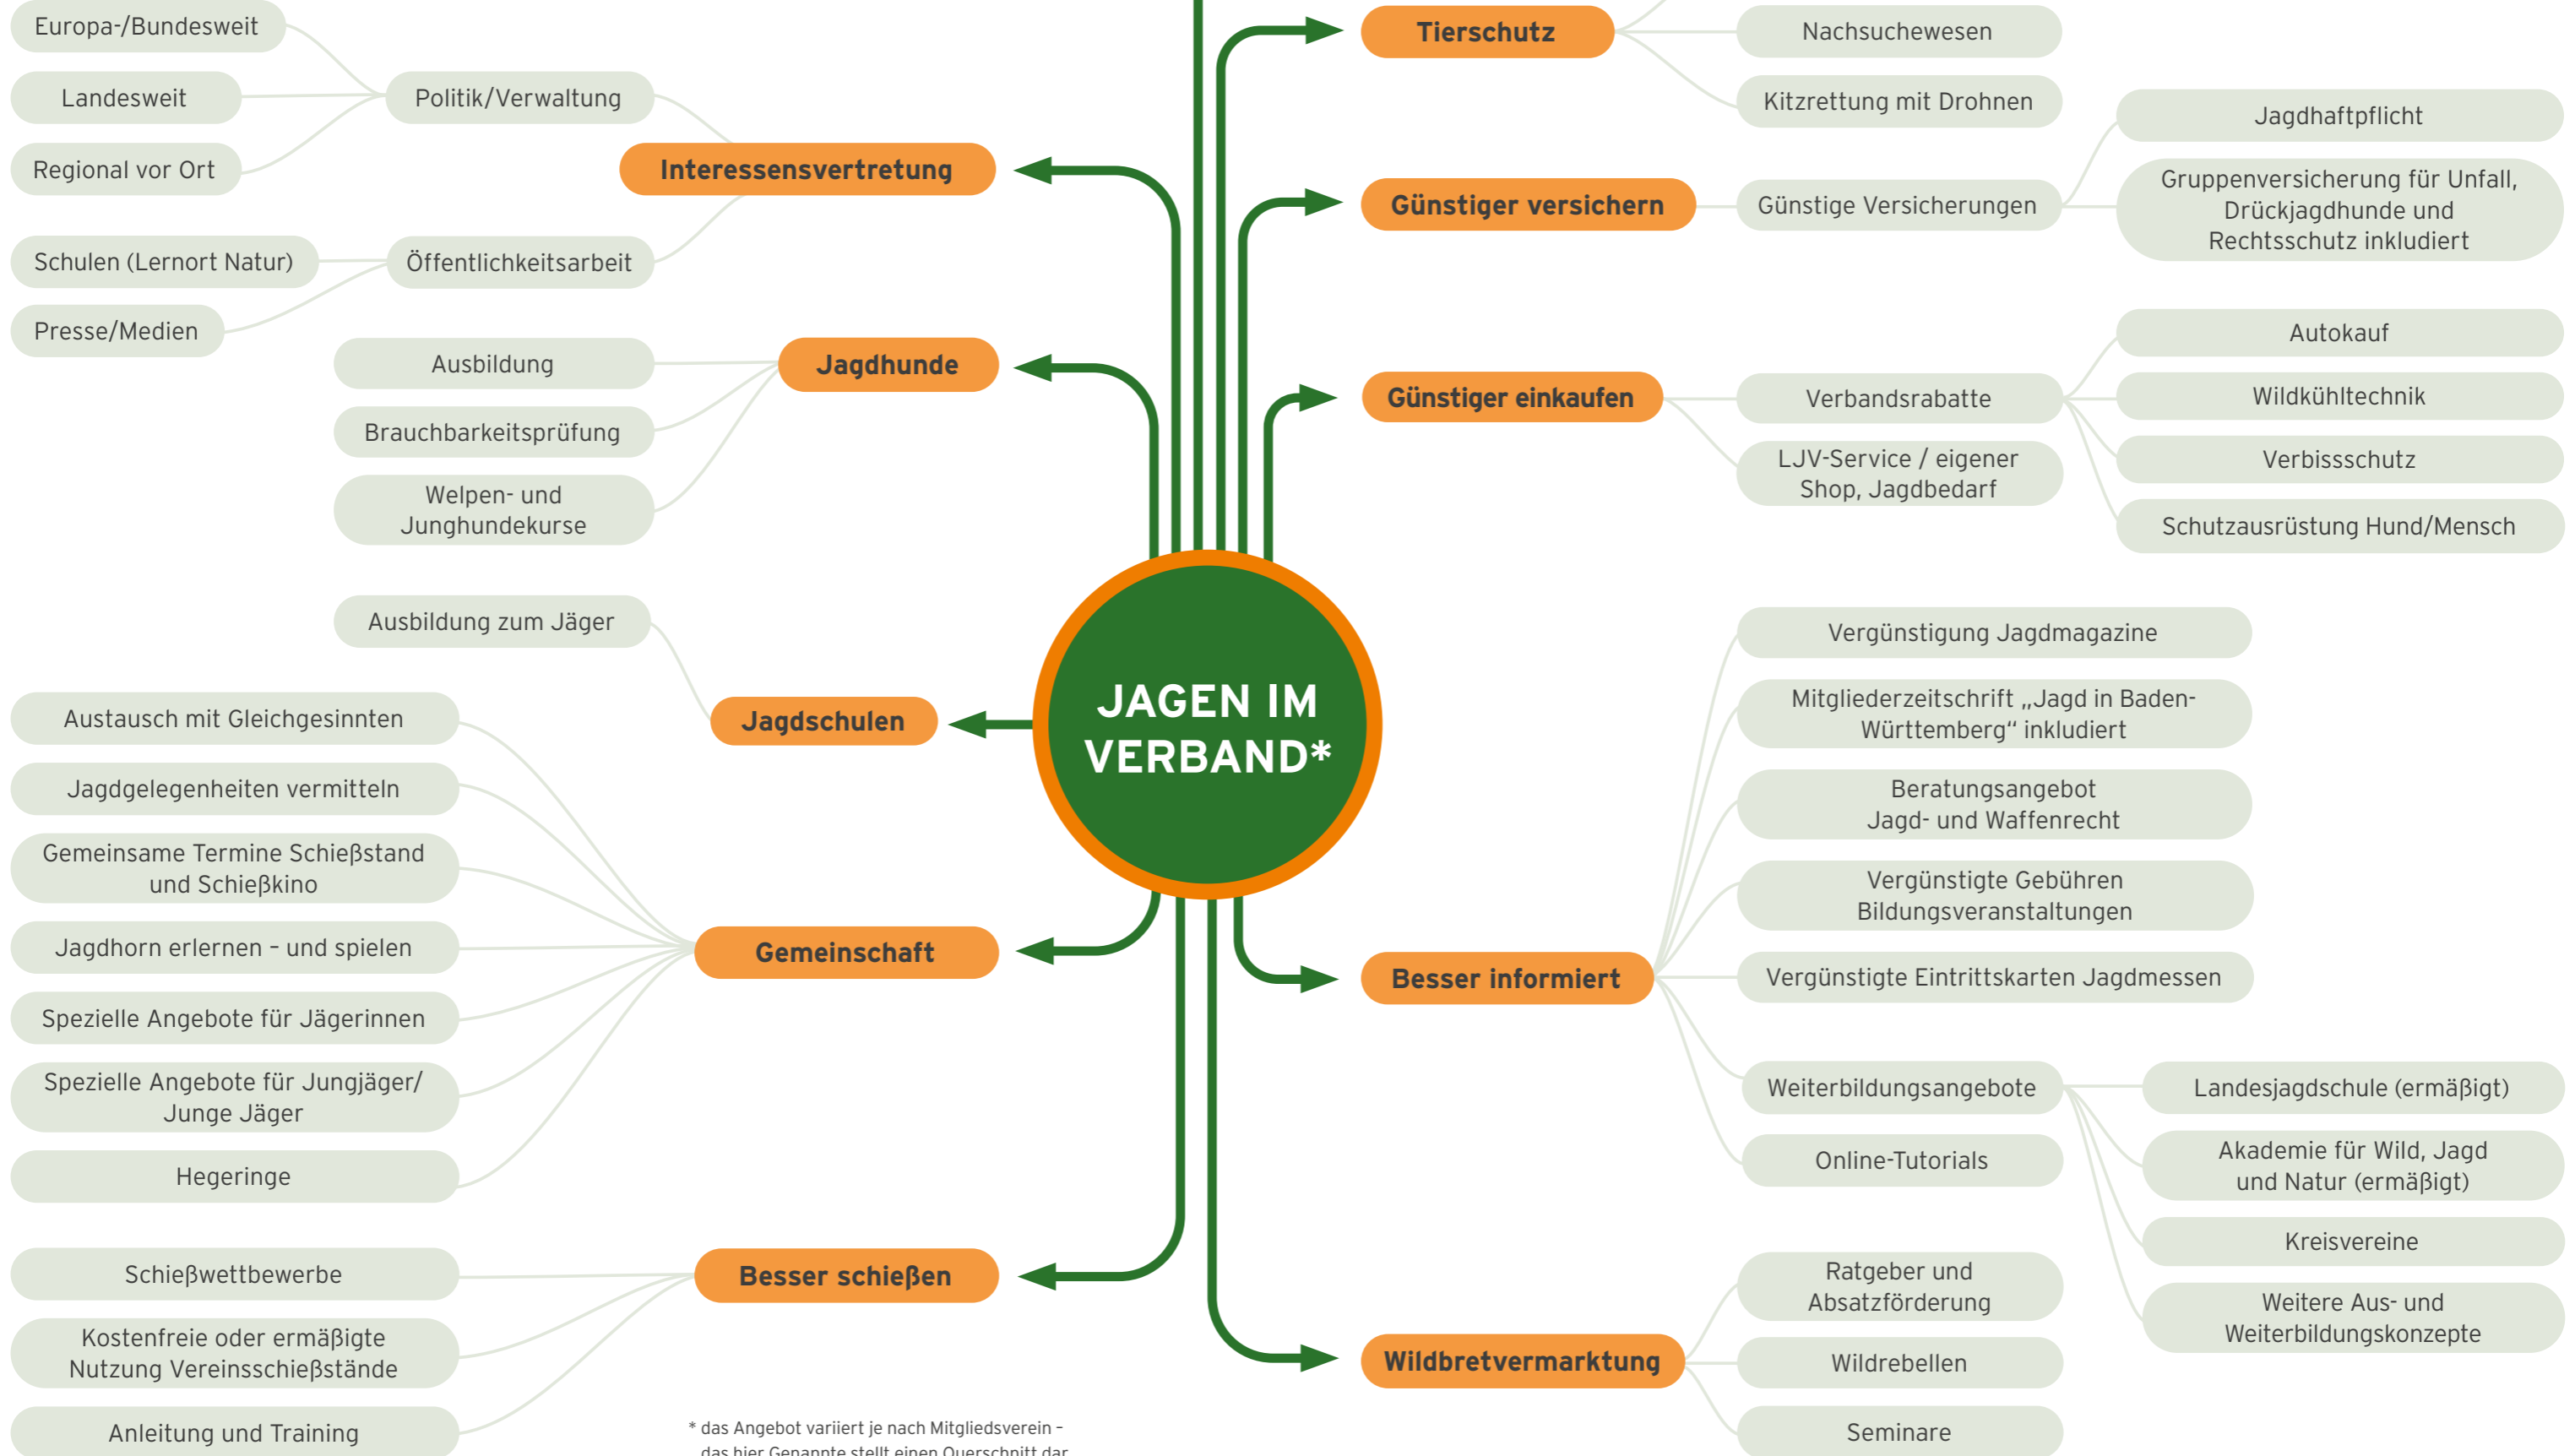 Europa-/Bundesweit
Landesweit
Regional vor Ort
Politik/Verwaltung
Interessensvertretung
Schulen (Lernort Natur)
Presse/Medien
Öffentlichkeitsarbeit
Ausbildung
Brauchbarkeitsprüfung
Welpen- und
Junghundekurse
Jagdhunde
Ausbildung zum Jäger
Jagdschulen
Austausch mit Gleichgesinnten
Jagdgelegenheiten vermitteln
Gemeinsame Termine Schießstand
und Schießkino
Jagdhorn erlernen – und spielen
Spezielle Angebote für Jägerinnen
Spezielle Angebote für Jungjäger/
Junge Jäger
Hegeringe
Gemeinschaft
Schießwettbewerbe
Kostenfreie oder ermäßigte
Nutzung Vereinsschießstände
Anleitung und Training
Besser schießen
JAGEN IM
VERBAND*
Tierschutz
Nachsuchewesen
Kitzrettung mit Drohnen
Günstiger versichern
Günstige Versicherungen
Jagdhaftpflicht
Gruppenversicherung für Unfall,
Drückjagdhunde und
Rechtsschutz inkludiert
Günstiger einkaufen
Verbandsrabatte
LJV-Service / eigener
Shop, Jagdbedarf
Autokauf
Wildkühltechnik
Verbissschutz
Schutzausrüstung Hund/Mensch
Besser informiert
Vergünstigung Jagdmagazine
Mitgliederzeitschrift „Jagd in Baden-
Württemberg“ inkludiert
Beratungsangebot
Jagd- und Waffenrecht
Vergünstigte Gebühren
Bildungsveranstaltungen
Vergünstigte Eintrittskarten Jagdmessen
Weiterbildungsangebote
Online-Tutorials
Landesjagdschule (ermäßigt)
Akademie für Wild, Jagd
und Natur (ermäßigt)
Kreisvereine
Weitere Aus- und
Weiterbildungskonzepte
Wildbretvermarktung
Ratgeber und
Absatzförderung
Wildrebellen
Seminare
* das Angebot variiert je nach Mitgliedsverein –
das hier Genannte stellt einen Querschnitt dar